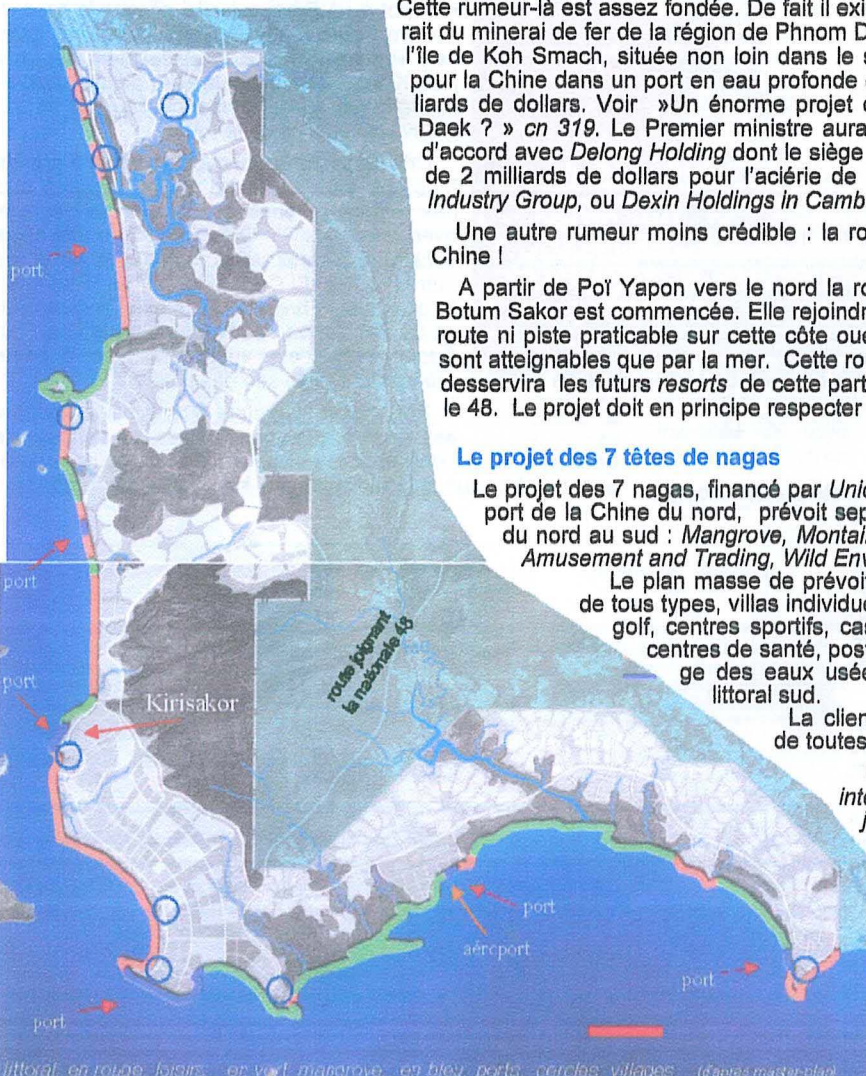 Cette rumeur-là est assez fondée. De fait il exi
rait du minerai de fer de la région de Phnom D
l'île de Koh Smach, située non loin dans le s
pour la Chine dans un port en eau profonde
liards de dollars. Voir »Un énorme projet
Daek ? » cn 319. Le Premier ministre aura
d'accord avec Delong Holding dont le siège
de 2 milliards de dollars pour l'aciérie de
Industry Group, ou Dexin Holdings in Camb
Une autre rumeur moins crédible : la ro
Chine !
A partir de Poï Yapon vers le nord la ro
Botum Sakor est commencée. Elle rejoindr
route ni piste praticable sur cette côte oue
sont atteignables que par la mer. Cette ro
desservira les futurs resorts de cette part
le 48. Le projet doit en principe respecter
Le projet des 7 têtes de nagas
Le projet des 7 nagas, financé par Unio
port de la Chine du nord, prévoit sep
du nord au sud : Mangrove, Montai
Amusement and Trading, Wild Env
Le plan masse de prévoit
de tous types, villas individue
golf, centres sportifs, cas
centres de santé, post
ge des eaux usée
littoral sud.
La clien
de toutes
inte
j
port
port
port
Kirisakor
route joignant
la nationale 48
port
aéroport
port
port
littoral en rouge loisirs en vert mangrove en bleu ports cercles villages (d'après master-plan)